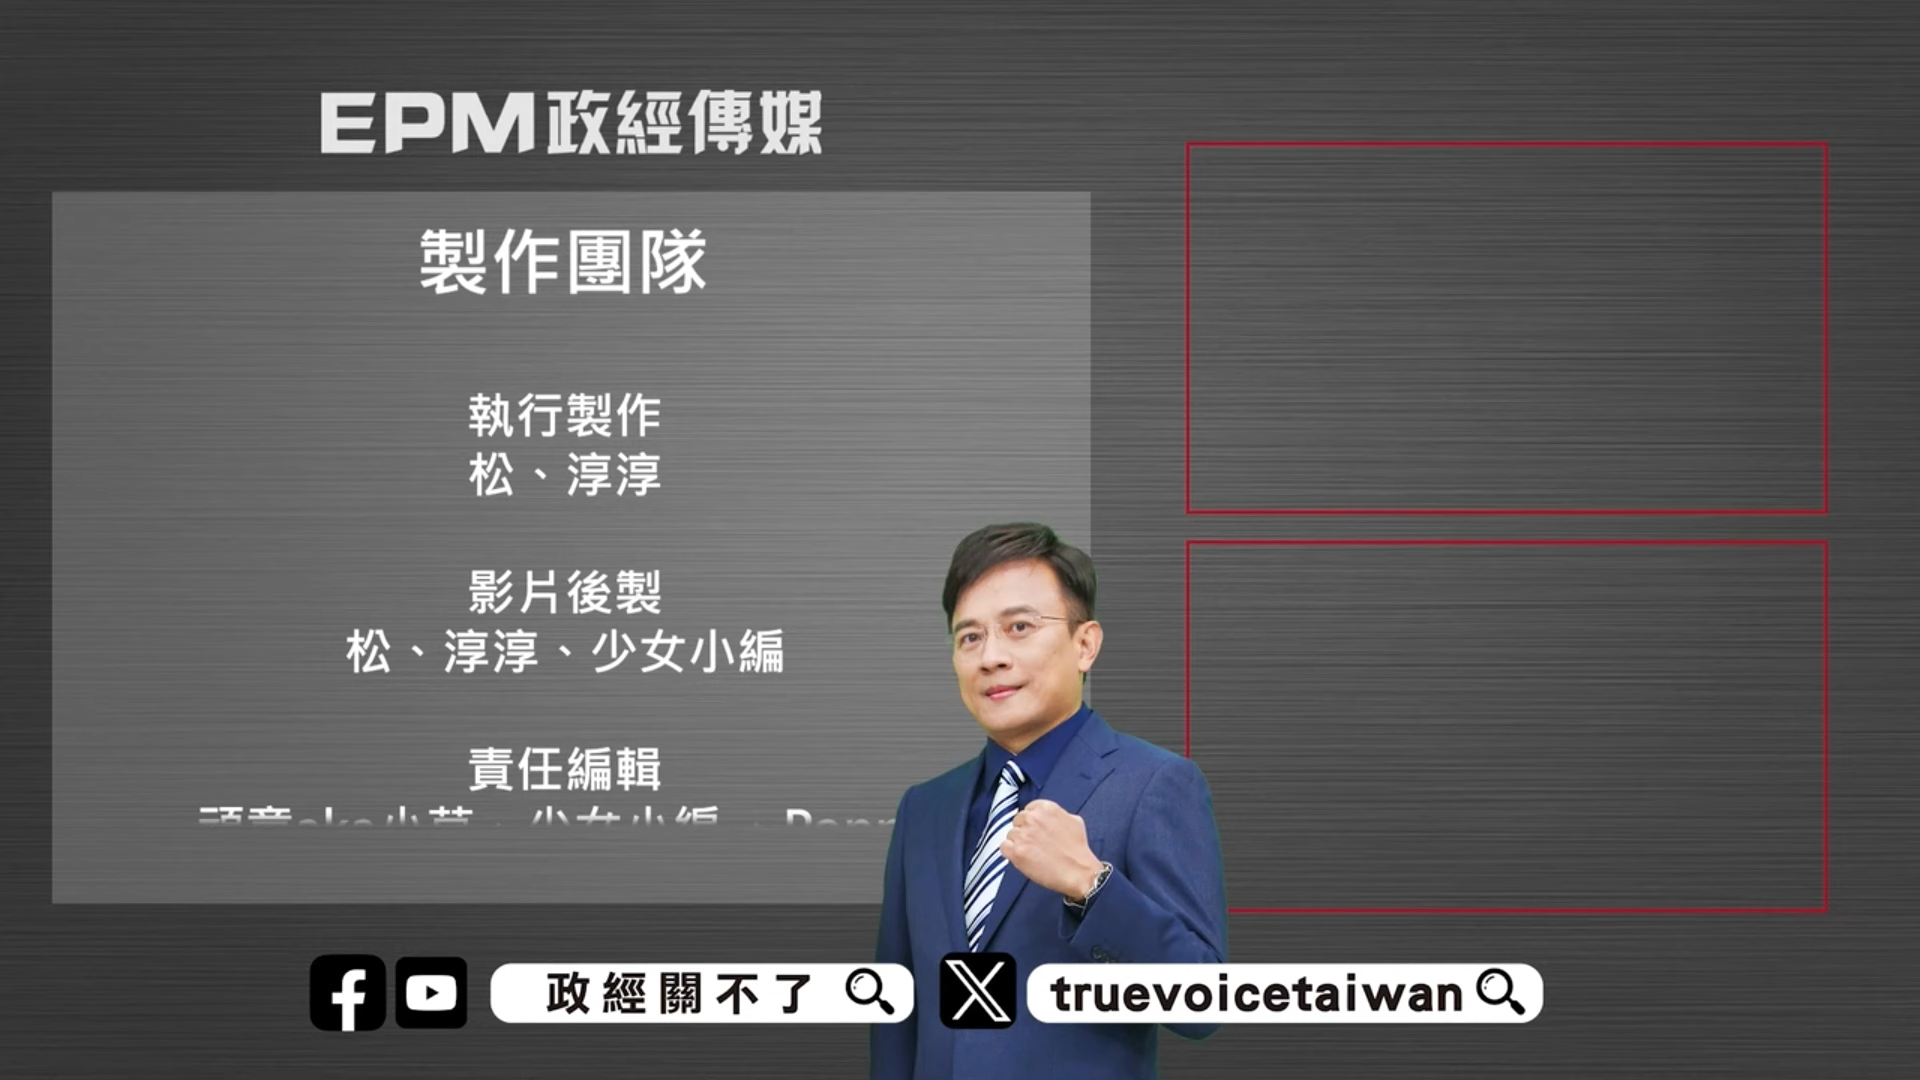 EPM政經傳媒
製作團隊
執行製作
松、淳淳
影片後製
松、淳淳、少女小編
責任編輯
政經關不了
truevoicetaiwan